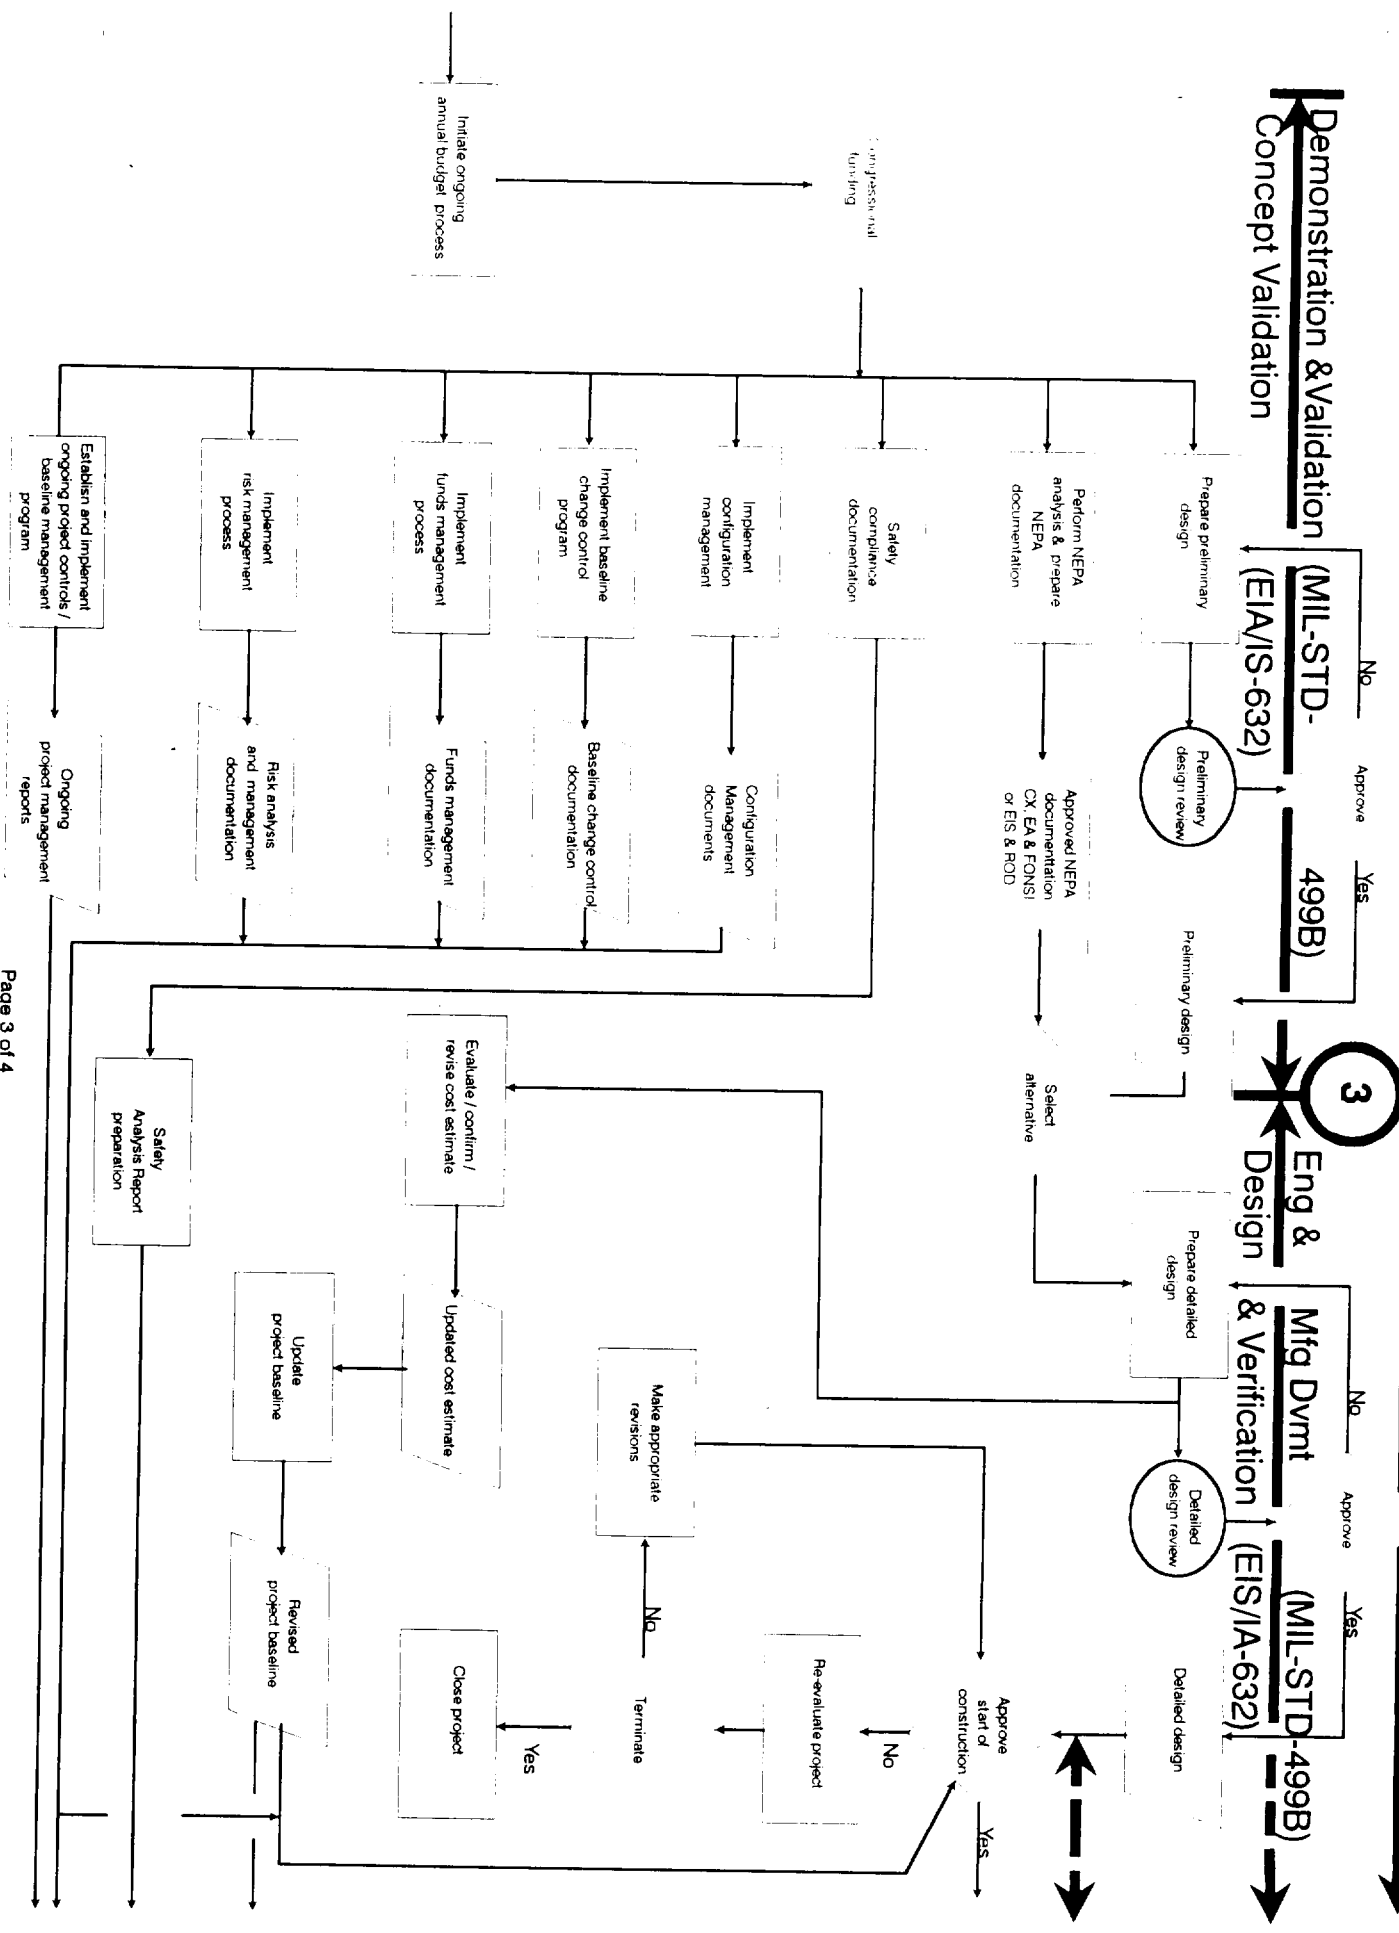 Demonstration &Validation (MIL-STD-
499B)
Concept Validation
(EIA/IS-632)
3
Eng &
Design
Mfg Dvmt
& Verification
(MIL-STD-499B)
(EIS/IA-632)
No
Approve
Yes
No
Approve
Yes
Initiate ongoing
annual budget process
funding
Prepare preliminary
design
Preliminary
design review
Preliminary design
Prepare detailed
design
Detailed
design review
Detailed design
Perform NEPA
analysis & prepare
NEPA
documentation
Approved NEPA
documenttation
CX, EA & FONSI
or EIS & ROD
Select
alternative
Safety
compliance
documentation
Approve
start of
construction
Yes
No
Implement
configuration
management
Configuration
Management
documents
Re-evaluate project
Implement baseline
change control
program
Baseline change control
documentation
Make appropriate
revisions
No
Terminate
Yes
Implement
funds management
process
Funds management
documentation
Evaluate / confirm /
revise cost estimate
Updated cost estimate
Close project
Implement
risk management
process
Risk analysis
and management
documentation
Update
project baseline
Revised
project baseline
Safety
Analysis Report
preparation
Establish and implement
ongoing project controls /
baseline management
program
Ongoing
project management
reports
Page 3 of 4